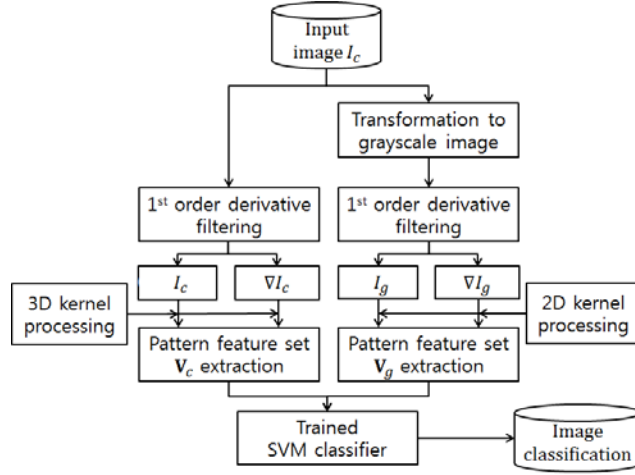 Input
image I_c
Transformation to
grayscale image
1st order derivative
filtering
1st order derivative
filtering
I_c
∇I_c
I_g
∇I_g
3D kernel
processing
2D kernel
processing
Pattern feature set
V_c extraction
Pattern feature set
V_g extraction
Trained
SVM classifier
Image
classification